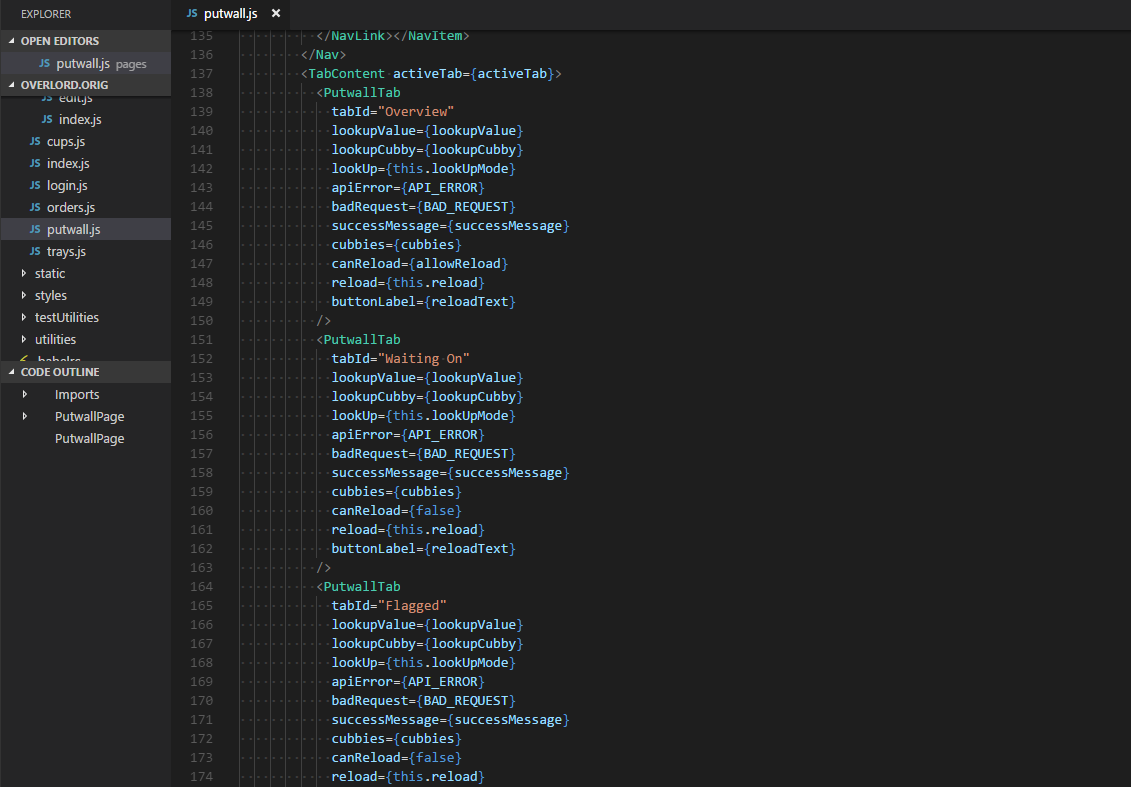 EXPLORER
OPEN EDITORS
JS putwall.js pages
OVERLORD.ORIG
JS edit.js
JS index.js
JS cups.js
JS index.js
JS login.js
JS orders.js
JS putwall.js
JS trays.js
static
styles
testUtilities
utilities
.babelrc
CODE OUTLINE
Imports
PutwallPage
PutwallPage
JS putwall.js ×
135 </NavLink></NavItem>
136 </Nav>
137 <TabContent activeTab={activeTab}>
138 <PutwallTab
139 tabId="Overview"
140 lookupValue={lookupValue}
141 lookupCubby={lookupCubby}
142 lookUp={this.lookUpMode}
143 apiError={API_ERROR}
144 badRequest={BAD_REQUEST}
145 successMessage={successMessage}
146 cubbies={cubbies}
147 canReload={allowReload}
148 reload={this.reload}
149 buttonLabel={reloadText}
150 />
151 <PutwallTab
152 tabId="Waiting On"
153 lookupValue={lookupValue}
154 lookupCubby={lookupCubby}
155 lookUp={this.lookUpMode}
156 apiError={API_ERROR}
157 badRequest={BAD_REQUEST}
158 successMessage={successMessage}
159 cubbies={cubbies}
160 canReload={false}
161 reload={this.reload}
162 buttonLabel={reloadText}
163 />
164 <PutwallTab
165 tabId="Flagged"
166 lookupValue={lookupValue}
167 lookupCubby={lookupCubby}
168 lookUp={this.lookUpMode}
169 apiError={API_ERROR}
170 badRequest={BAD_REQUEST}
171 successMessage={successMessage}
172 cubbies={cubbies}
173 canReload={false}
174 reload={this.reload}